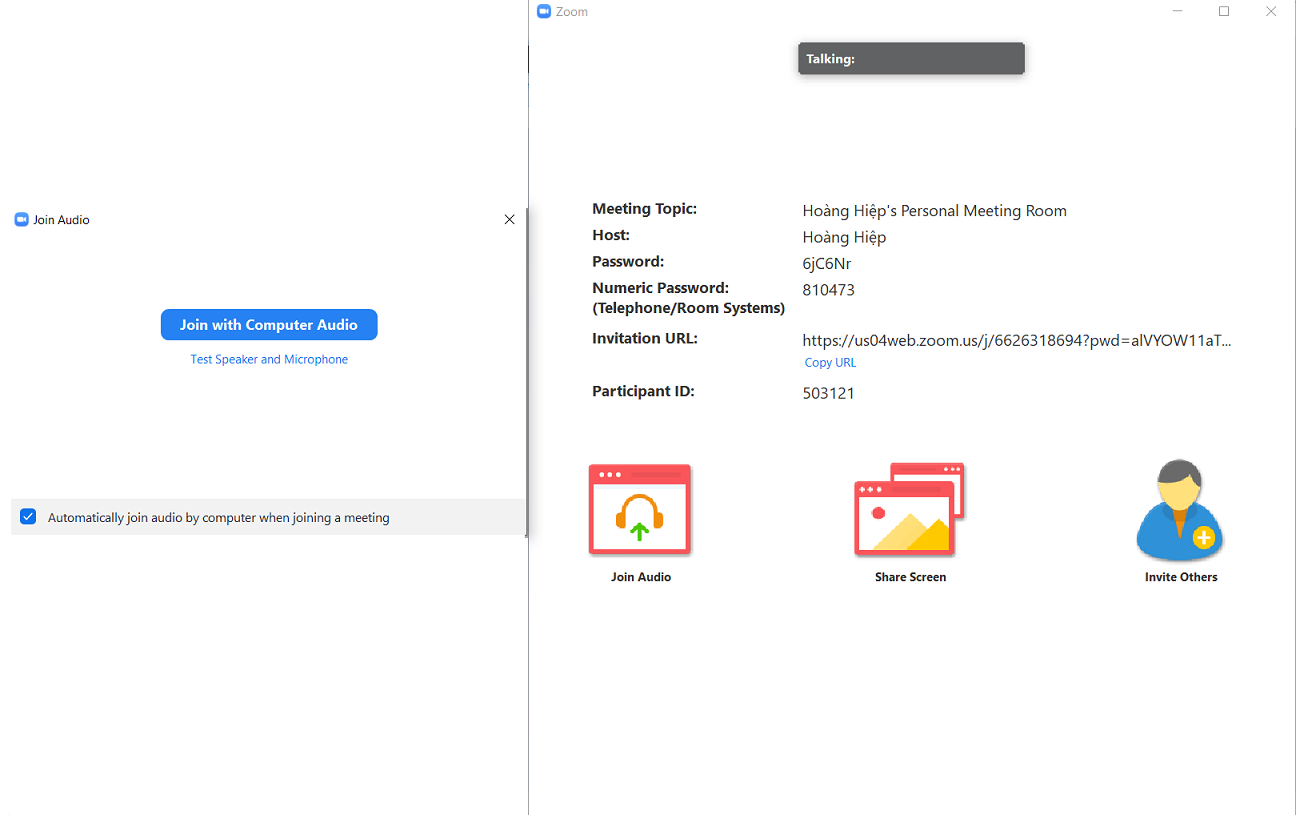 Zoom
Talking:
Join Audio
Join with Computer Audio
Test Speaker and Microphone
Automatically join audio by computer when joining a meeting
Meeting Topic: Hoàng Hiệp's Personal Meeting Room
Host: Hoàng Hiệp
Password: 6jC6Nr
Numeric Password: 810473
(Telephone/Room Systems)
Invitation URL: https://us04web.zoom.us/j/6626318694?pwd=alVYOW11aT...
Copy URL
Participant ID: 503121
Join Audio
Share Screen
Invite Others